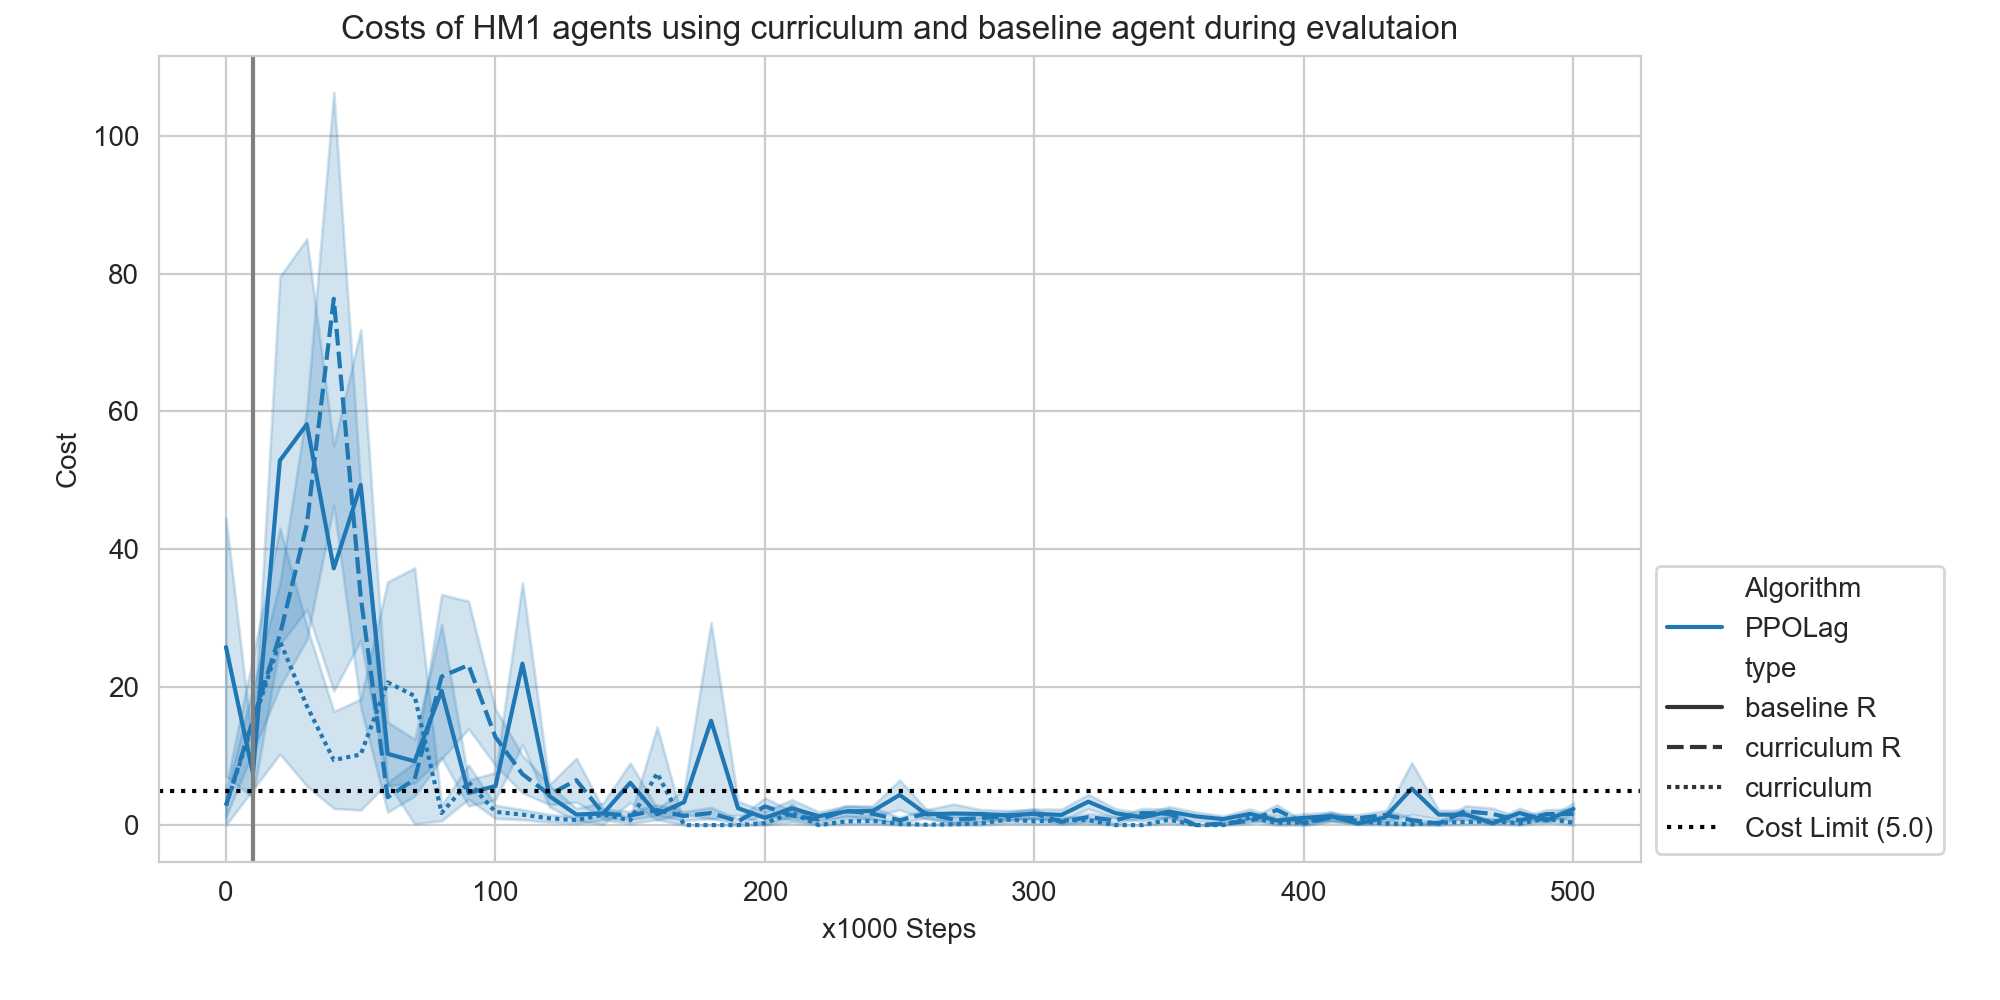 Costs of HM1 agents using curriculum and baseline agent during evalutaion
100
80
60
40
20
0
Cost
0 100 200 300 400 500
x1000 Steps
Algorithm
PPOLag
type
baseline R
curriculum R
curriculum
Cost Limit (5.0)